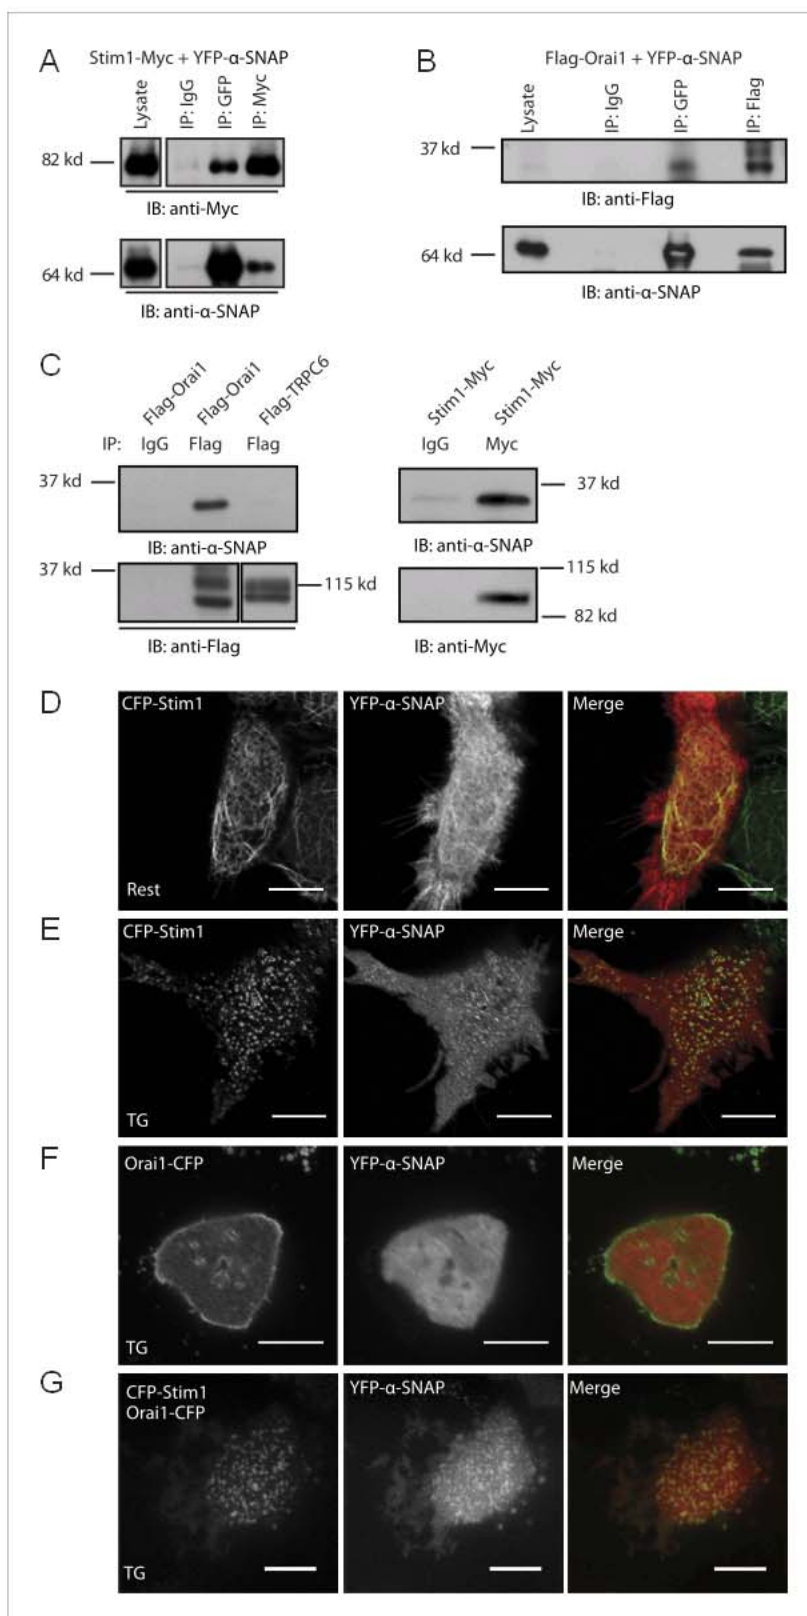 A
Stim1-Myc + YFP-α-SNAP
Lysate
IP: IgG
IP: GFP
IP: Myc
82 kd
IB: anti-Myc
64 kd
IB: anti-α-SNAP
B
Flag-Orai1 + YFP-α-SNAP
Lysate
IP: IgG
IP: GFP
IP: Flag
37 kd
IB: anti-Flag
64 kd
IB: anti-α-SNAP
C
Flag-Orai1
Flag-Orai1
Flag-TRPC6
IP: IgG Flag Flag
37 kd
IB: anti-α-SNAP
37 kd
115 kd
IB: anti-Flag
Stim1-Myc
Stim1-Myc
IgG Myc
37 kd
IB: anti-α-SNAP
115 kd
82 kd
IB: anti-Myc
D
CFP-Stim1
YFP-α-SNAP
Merge
Rest
E
CFP-Stim1
YFP-α-SNAP
Merge
TG
F
Orai1-CFP
YFP-α-SNAP
Merge
TG
G
CFP-Stim1
Orai1-CFP
YFP-α-SNAP
Merge
TG